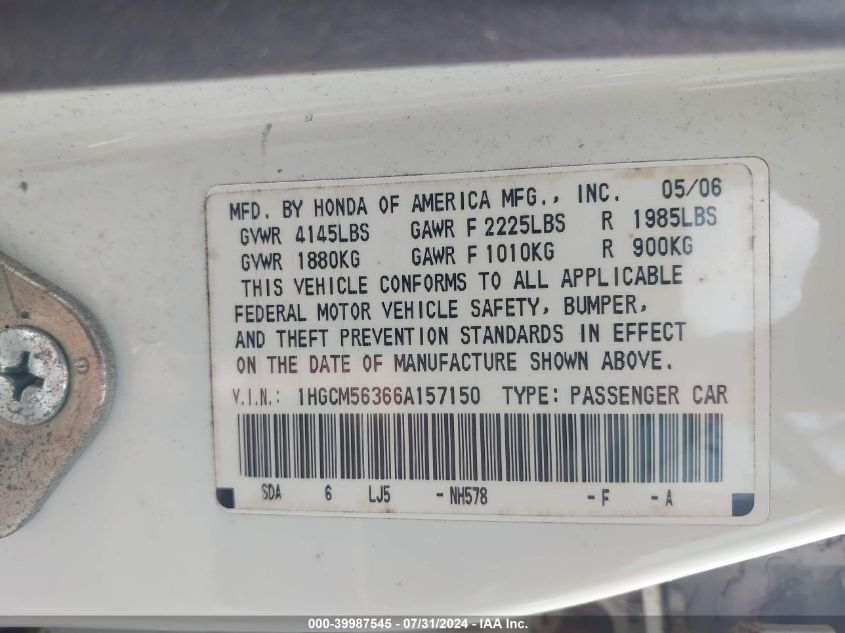 MFD. BY HONDA OF AMERICA MFG., INC. 05/06
GVWR 4145LBS GAWR F 2225LBS R 1985LBS
GVWR 1880KG GAWR F 1010KG R 900KG
THIS VEHICLE CONFORMS TO ALL APPLICABLE
FEDERAL MOTOR VEHICLE SAFETY, BUMPER,
AND THEFT PREVENTION STANDARDS IN EFFECT
ON THE DATE OF MANUFACTURE SHOWN ABOVE.
V.I.N.: 1HGCM56366A157150 TYPE: PASSENGER CAR
SDA 6 LJ5 -NH578 -F -A
000-39987545 - 07/31/2024 - IAA Inc.